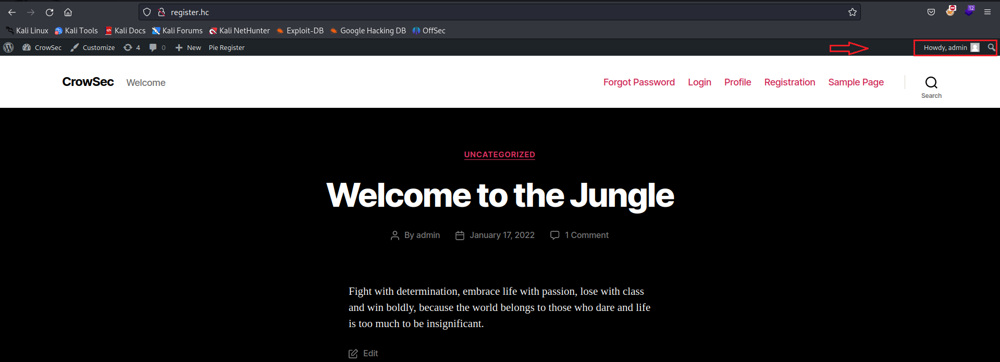 register.hc
12
Kali Linux Kali Tools Kali Docs Kali Forums Kali NetHunter Exploit-DB Google Hacking DB OffSec
CrowSec Customize 4 0 New Pie Register Howdy, admin
CrowSec Welcome Forgot Password Login Profile Registration Sample Page
Search
UNCATEGORIZED
Welcome to the Jungle
By admin January 17, 2022 1 Comment
Fight with determination, embrace life with passion, lose with class
and win boldly, because the world belongs to those who dare and life
is too much to be insignificant.
Edit